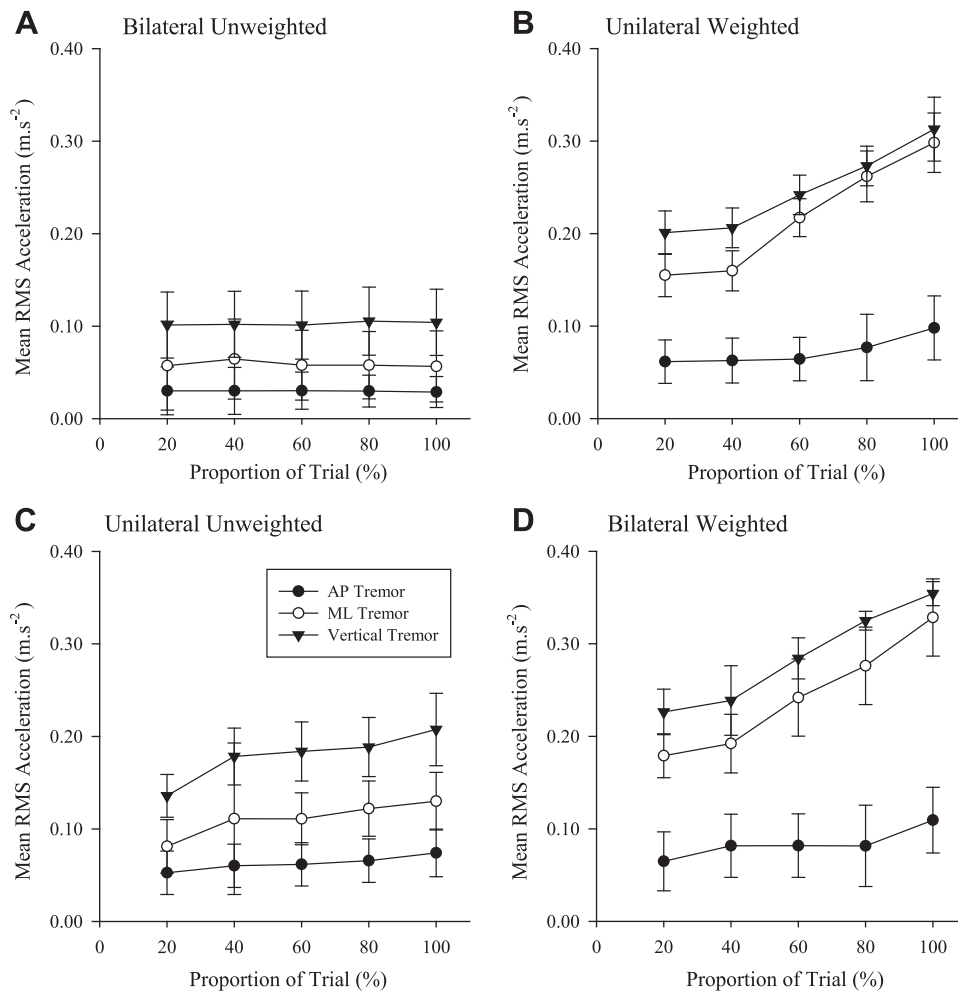 A Bilateral Unweighted
Mean RMS Acceleration (m.s-2)
0.40
0.30
0.20
0.10
0.00
0 20 40 60 80 100
Proportion of Trial (%)
B Unilateral Weighted
Mean RMS Acceleration (m.s-2)
0.40
0.30
0.20
0.10
0.00
0 20 40 60 80 100
Proportion of Trial (%)
C Unilateral Unweighted
Mean RMS Acceleration (m.s-2)
0.40
0.30
0.20
0.10
0.00
AP Tremor
ML Tremor
Vertical Tremor
0 20 40 60 80 100
Proportion of Trial (%)
D Bilateral Weighted
Mean RMS Acceleration (m.s-2)
0.40
0.30
0.20
0.10
0.00
0 20 40 60 80 100
Proportion of Trial (%)